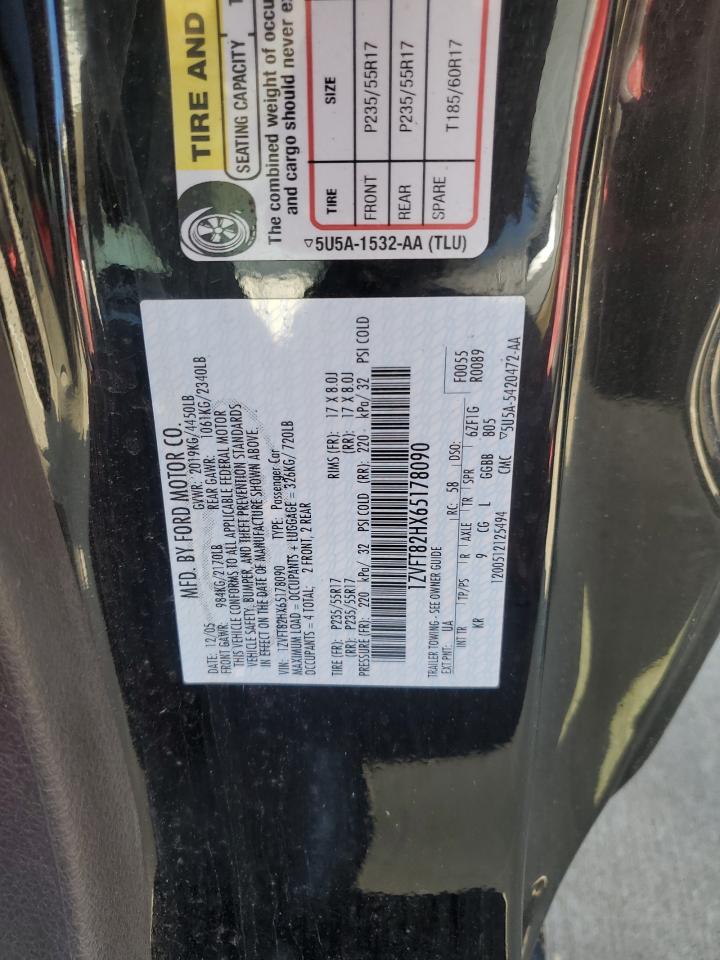 TIRE AND
SEATING CAPACITY
The combined weight of occu
and cargo should never e
TIRE SIZE
FRONT P235/55R17
REAR P235/55R17
SPARE T185/60R17
▽5U5A-1532-AA (TLU)
MFD. BY FORD MOTOR CO.
DATE: 12/05 GVWR: 2019KG/4450LB
FRONT GAWR: 984KG/2170LB REAR GAWR: 1061KG/2340LB
THIS VEHICLE CONFORMS TO ALL APPLICABLE FEDERAL MOTOR
VEHICLE SAFETY, BUMPER, AND THEFT PREVENTION STANDARDS
IN EFFECT ON THE DATE OF MANUFACTURE SHOWN ABOVE.
VIN: 1ZVFT82HX65178090 TYPE: Passenger Car
MAXIMUM LOAD = OCCUPANTS + LUGGAGE = 326KG/ 720LB
OCCUPANTS = 4 TOTAL: 2 FRONT, 2 REAR
TIRE (FR): P235/55R17 RIMS (FR): 17 X 8.0J
(RR): P235/55R17 (RR): 17 X 8.0J
PRESSURE (FR): 220 kPa/ 32 PSI COLD (RR): 220 kPa/ 32 PSI COLD
1ZVFT82HX65178090
TRAILER TOWING - SEE OWNER GUIDE F0055
EXT PNT: UA RC: 58 DSO: R0089
INT TR TP/PS R AXLE TR SPR 6ZF1G
KR 9 CG L GGBB 805
1200512125494 CMC ▽5U5A-5420472-AA